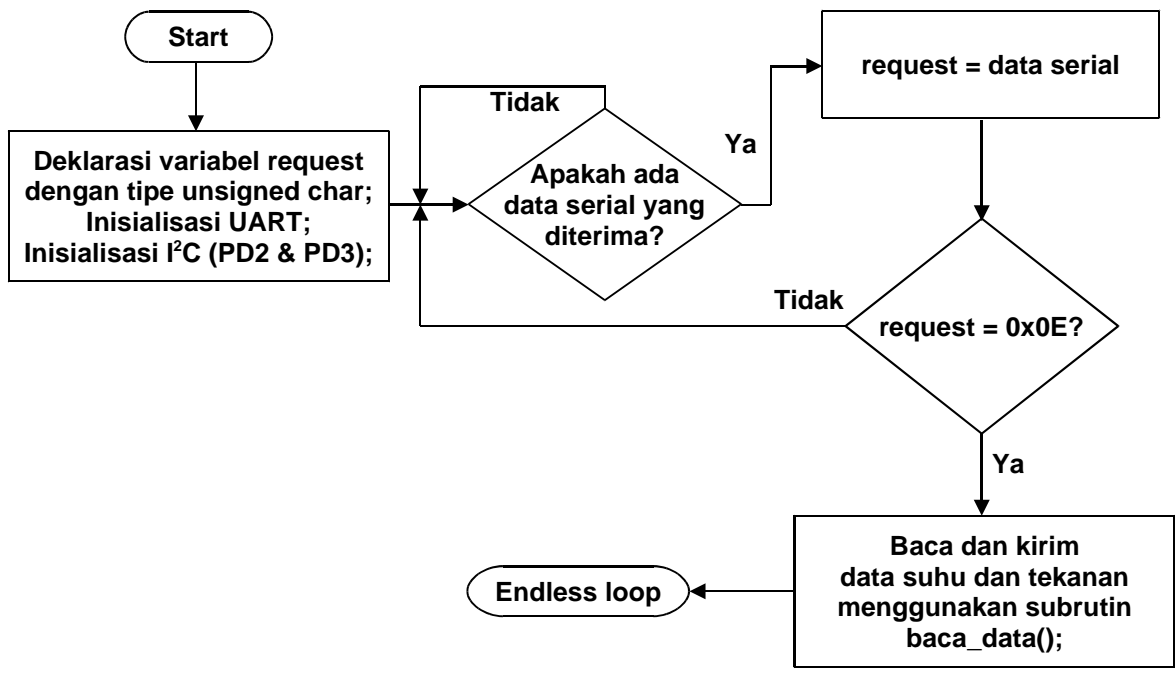 Start
Deklarasi variabel request
dengan tipe unsigned char;
Inisialisasi UART;
Inisialisasi I²C (PD2 & PD3);
Tidak
Apakah ada
data serial yang
diterima?
Ya
request = data serial
Tidak
request = 0x0E?
Ya
Baca dan kirim
data suhu dan tekanan
menggunakan subrutin
baca_data();
Endless loop